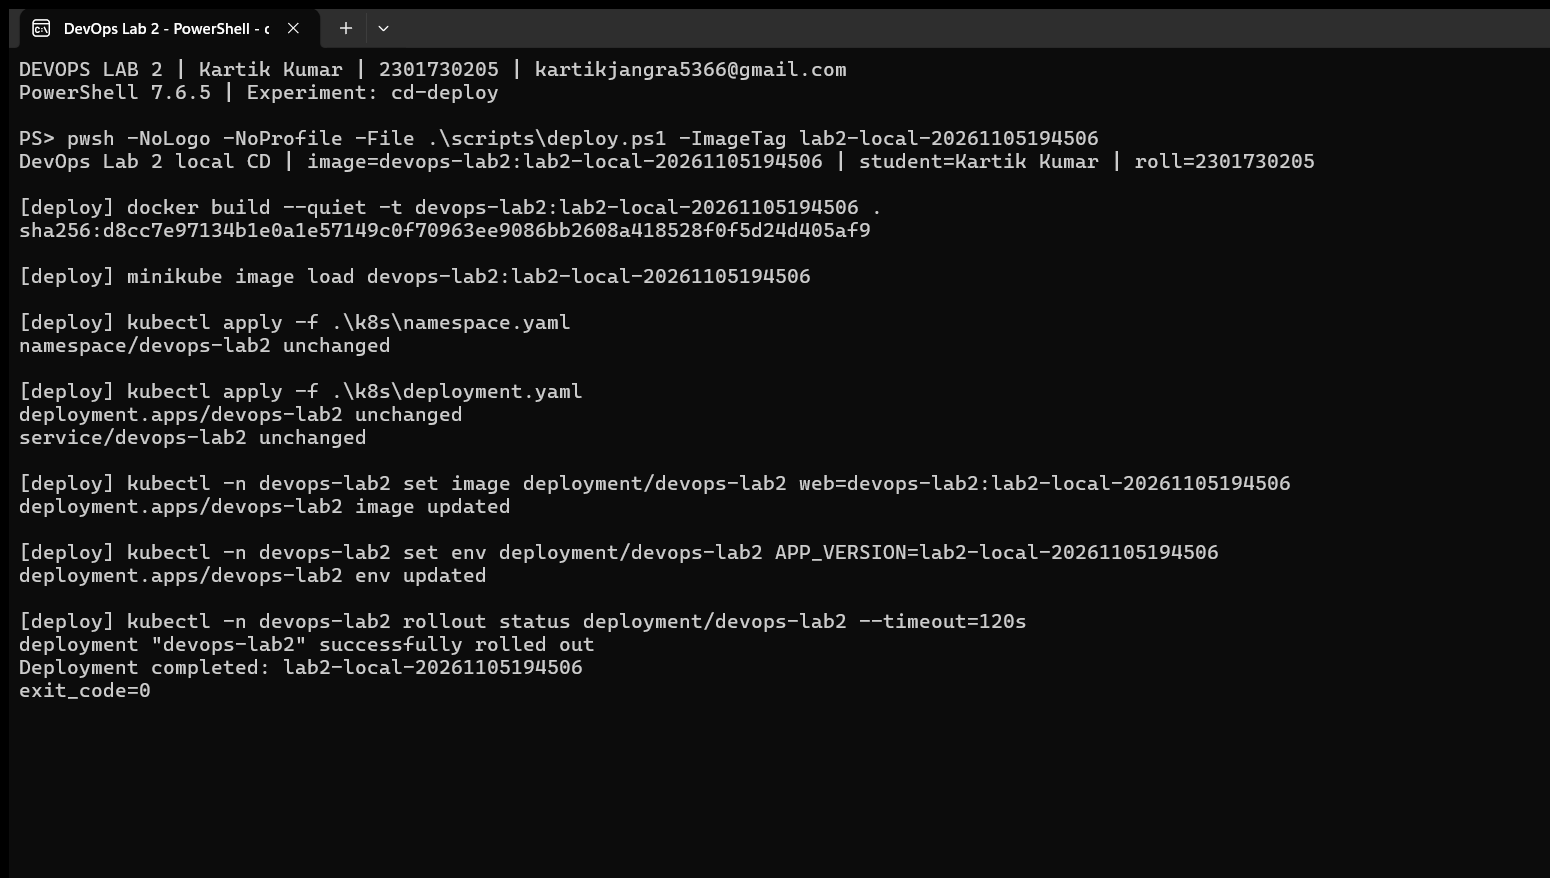 DevOps Lab 2 - PowerShell - c
DEVOPS LAB 2 | Kartik Kumar | 2301730205 | kartikjangra5366@gmail.com
PowerShell 7.6.5 | Experiment: cd-deploy
PS> pwsh -NoLogo -NoProfile -File .\scripts\deploy.ps1 -ImageTag lab2-local-20261105194506
DevOps Lab 2 local CD | image=devops-lab2:lab2-local-20261105194506 | student=Kartik Kumar | roll=2301730205
[deploy] docker build --quiet -t devops-lab2:lab2-local-20261105194506 .
sha256:d8cc7e97134b1e0a1e57149c0f70963ee9086bb2608a418528f0f5d24d405af9
[deploy] minikube image load devops-lab2:lab2-local-20261105194506
[deploy] kubectl apply -f .\k8s\namespace.yaml
namespace/devops-lab2 unchanged
[deploy] kubectl apply -f .\k8s\deployment.yaml
deployment.apps/devops-lab2 unchanged
service/devops-lab2 unchanged
[deploy] kubectl -n devops-lab2 set image deployment/devops-lab2 web=devops-lab2:lab2-local-20261105194506
deployment.apps/devops-lab2 image updated
[deploy] kubectl -n devops-lab2 set env deployment/devops-lab2 APP_VERSION=lab2-local-20261105194506
deployment.apps/devops-lab2 env updated
[deploy] kubectl -n devops-lab2 rollout status deployment/devops-lab2 --timeout=120s
deployment "devops-lab2" successfully rolled out
Deployment completed: lab2-local-20261105194506
exit_code=0